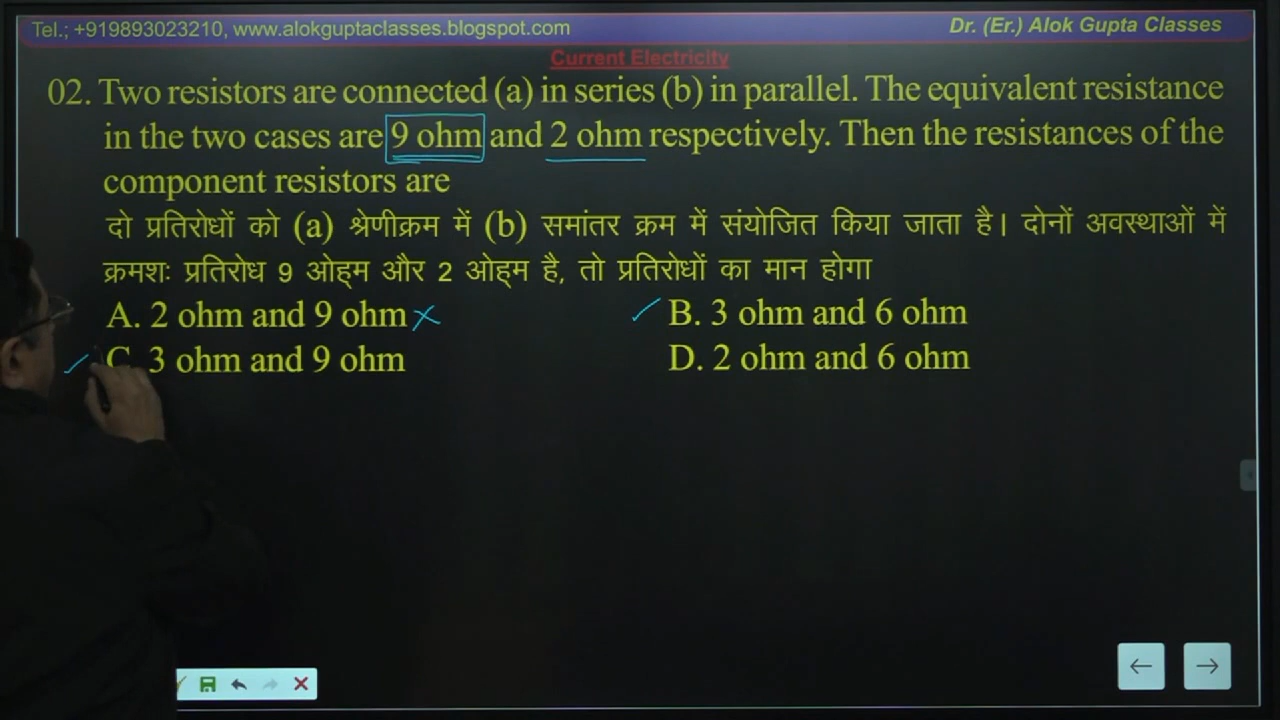 Tel.; +919893023210, www.alokguptaclasses.blogspot.com Dr. (Er.) Alok Gupta Classes
Current Electricity
02. Two resistors are connected (a) in series (b) in parallel. The equivalent resistance
in the two cases are 9 ohm and 2 ohm respectively. Then the resistances of the
component resistors are
दो प्रतिरोधों को (a) श्रेणीक्रम में (b) समांतर क्रम में संयोजित किया जाता है। दोनों अवस्थाओं में
क्रमशः प्रतिरोध 9 ओह्म और 2 ओह्म है, तो प्रतिरोधों का मान होगा
A. 2 ohm and 9 ohm B. 3 ohm and 6 ohm
C. 3 ohm and 9 ohm D. 2 ohm and 6 ohm